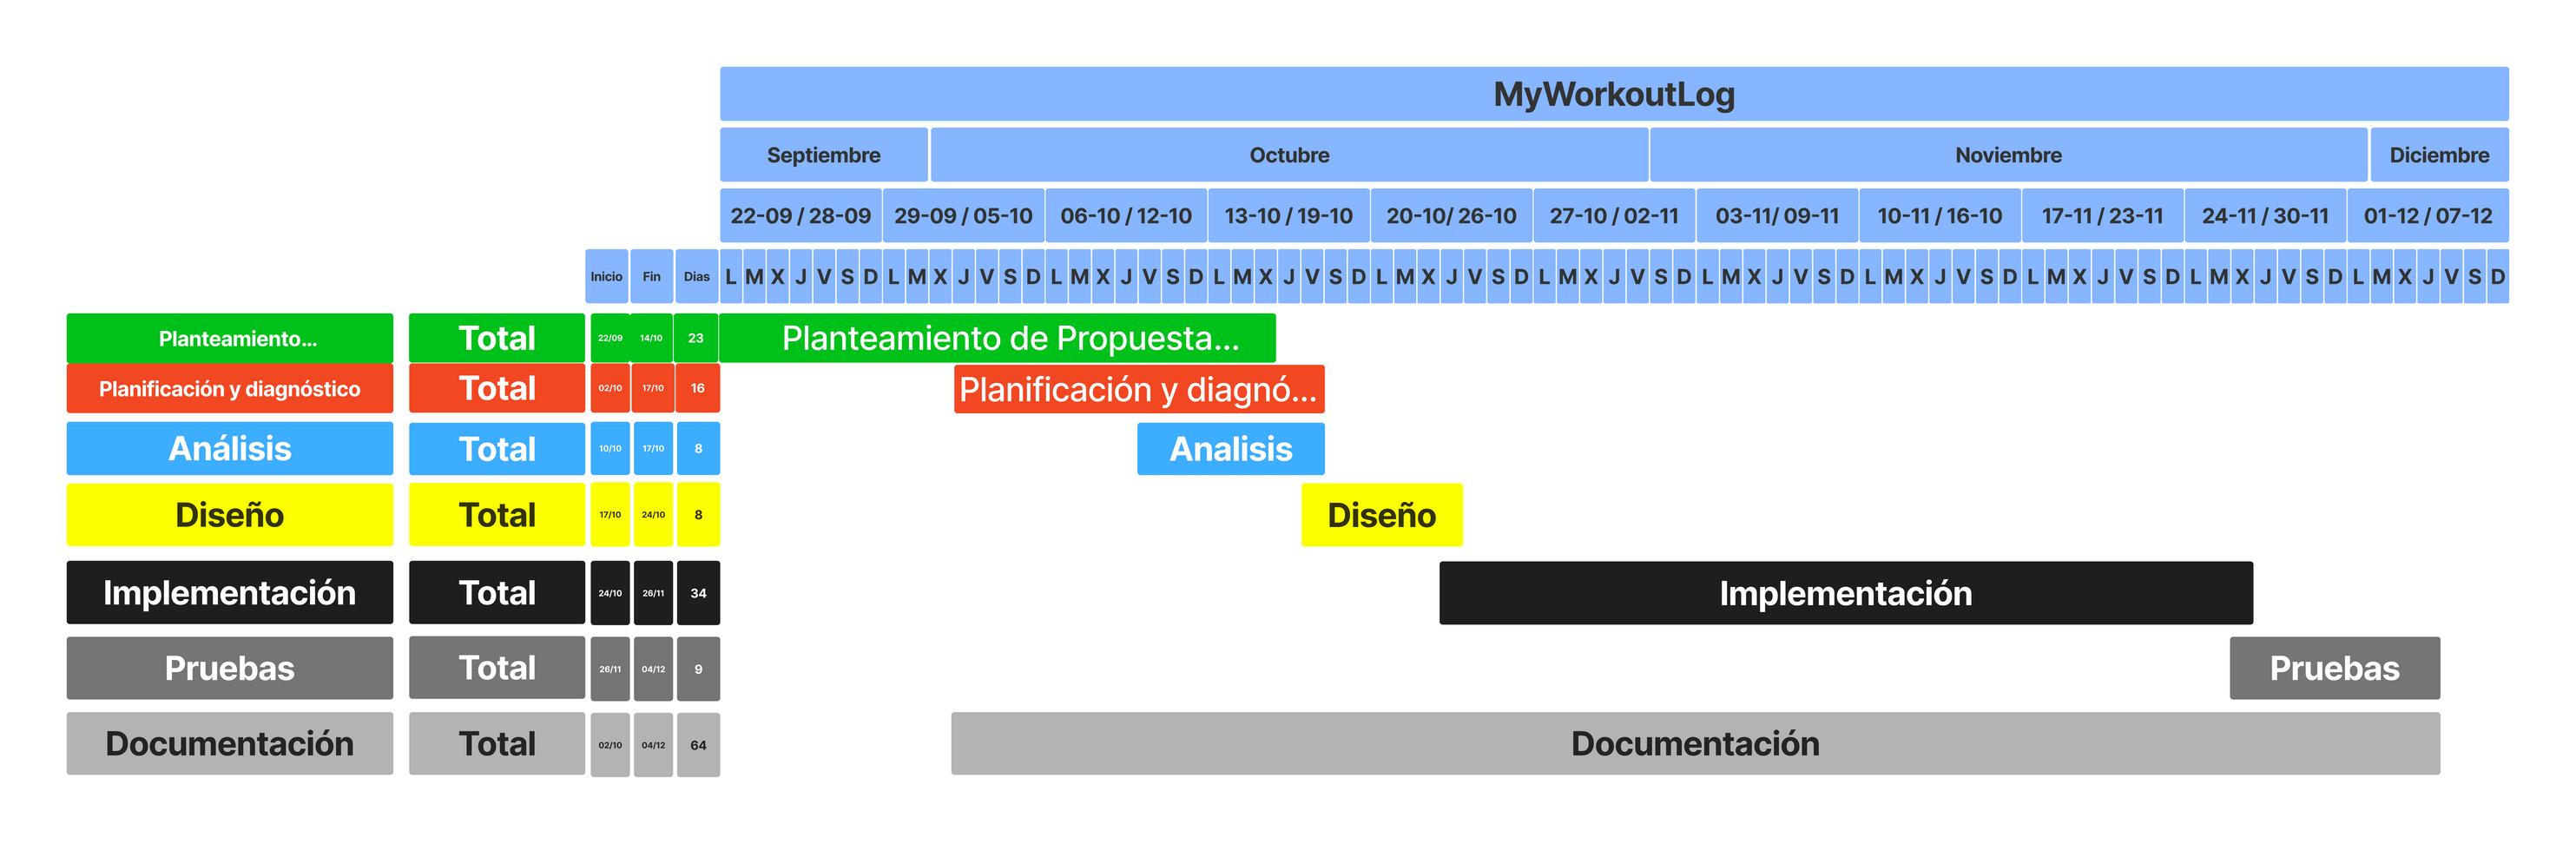 MyWorkoutLog
Septiembre Octubre Noviembre Diciembre
22-09 / 28-09 29-09 / 05-10 06-10 / 12-10 13-10 / 19-10 20-10/ 26-10 27-10 / 02-11 03-11/ 09-11 10-11 / 16-10 17-11 / 23-11 24-11 / 30-11 01-12 / 07-12
Inicio Fin Dias L M X J V S D L M X J V S D L M X J V S D L M X J V S D L M X J V S D L M X J V S D L M X J V S D L M X J V S D L M X J V S D L M X J V S D L M X J V S D
Planteamiento... Total 22/09 14/10 23 Planteamiento de Propuesta...
Planificación y diagnóstico Total 02/10 17/10 16 Planificación y diagnó...
Análisis Total 10/10 17/10 8 Analisis
Diseño Total 17/10 24/10 8 Diseño
Implementación Total 24/10 26/11 34 Implementación
Pruebas Total 26/11 04/12 9 Pruebas
Documentación Total 02/10 04/12 64 Documentación